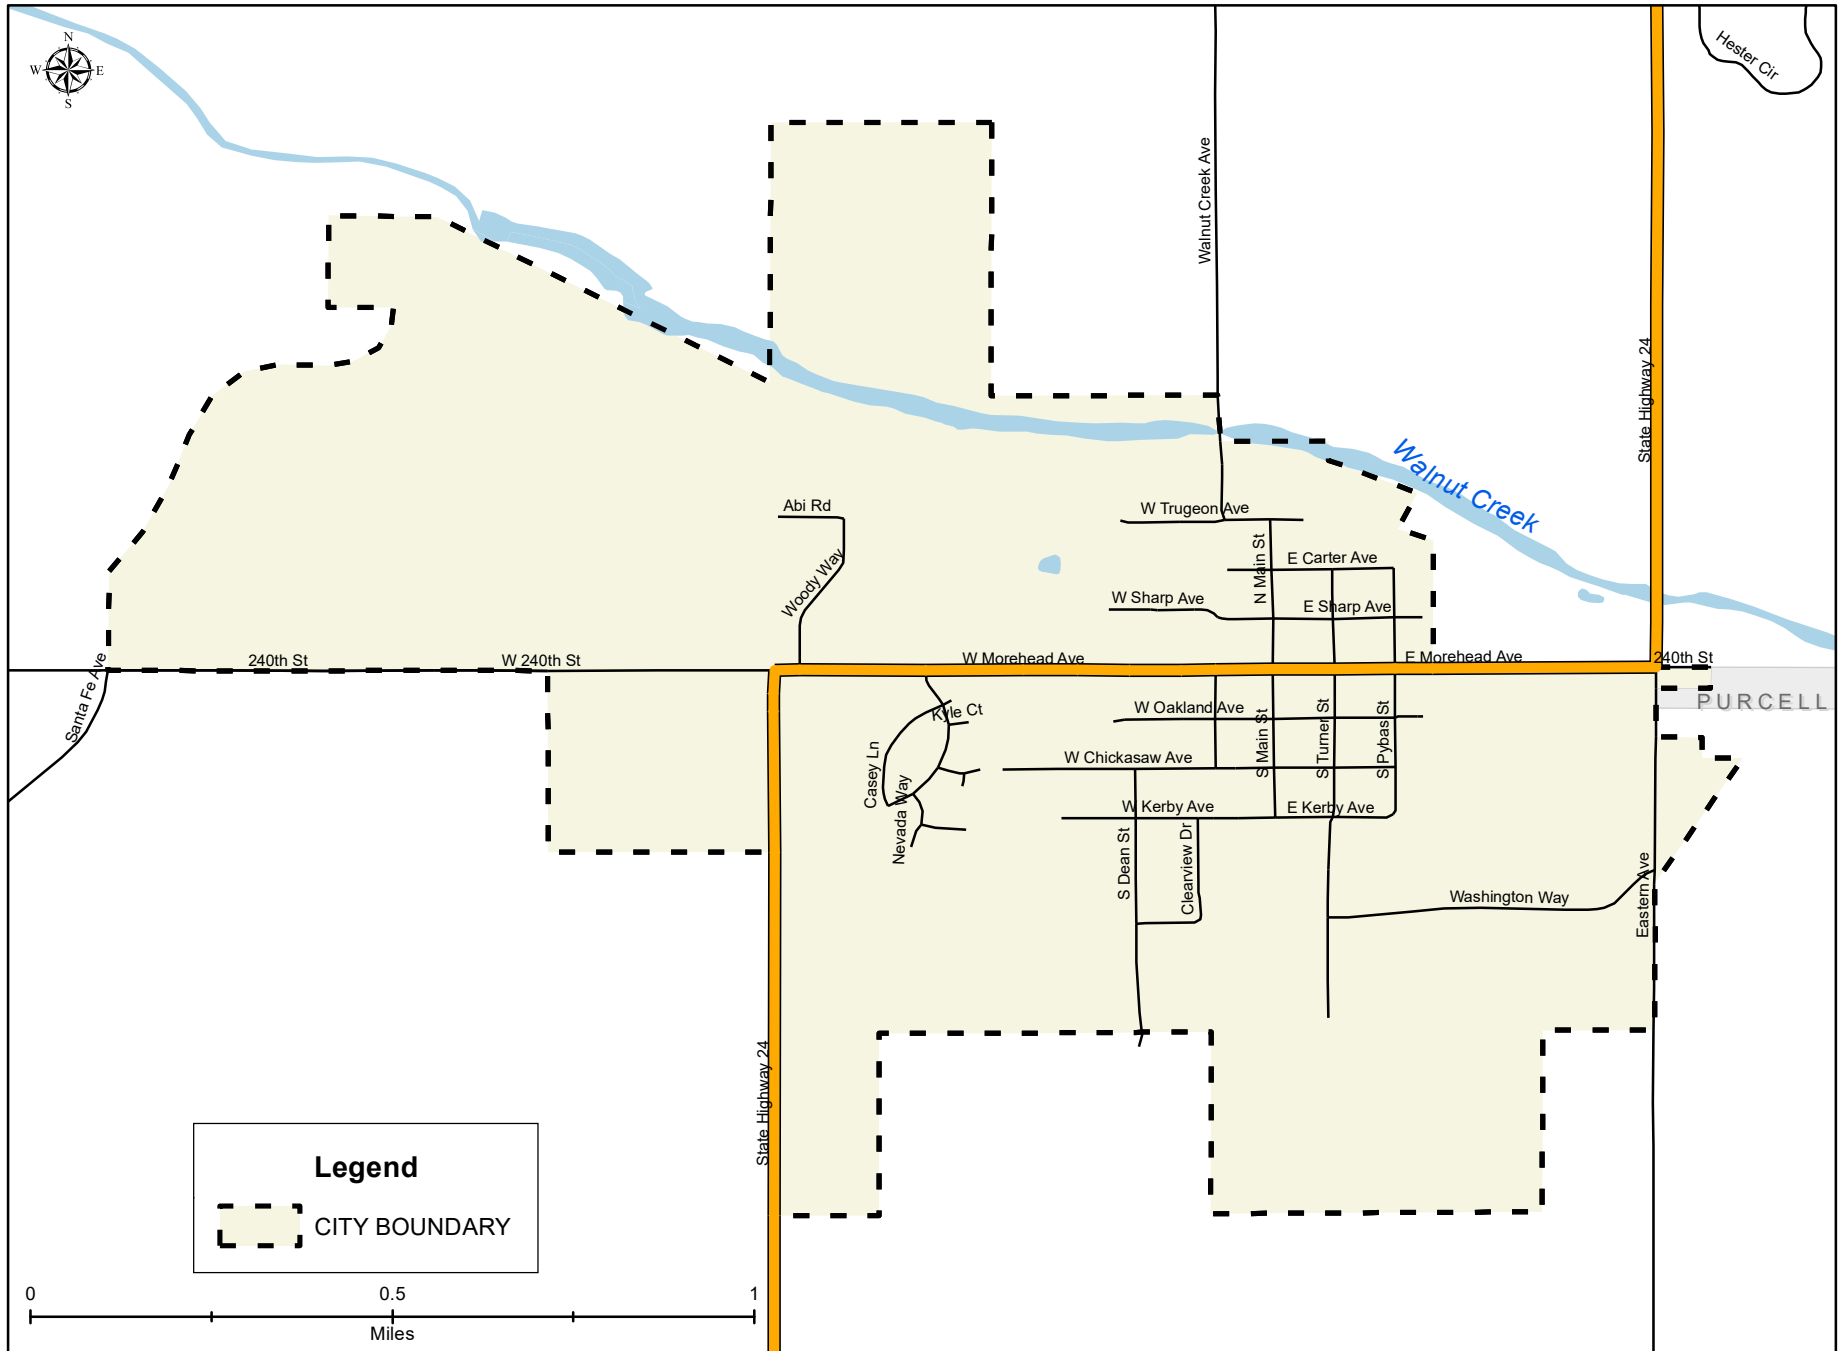 N
W
E
S
Hester Cir
Walnut Creek Ave
State Highway 24
Walnut Creek
Abi Rd
W Trugeon Ave
Woody Way
N Main St
E Carter Ave
W Sharp Ave
E Sharp Ave
Santa Fe Ave
240th St
W 240th St
W Morehead Ave
E Morehead Ave
240th St
PURCELL
Kyle Ct
W Oakland Ave
S Main St
S Turner St
S Pybas St
Casey Ln
W Chickasaw Ave
Nevada Way
W Kerby Ave
E Kerby Ave
S Dean St
Clearview Dr
Washington Way
Eastern Ave
State Highway 24
Legend
CITY BOUNDARY
0
0.5
1
Miles